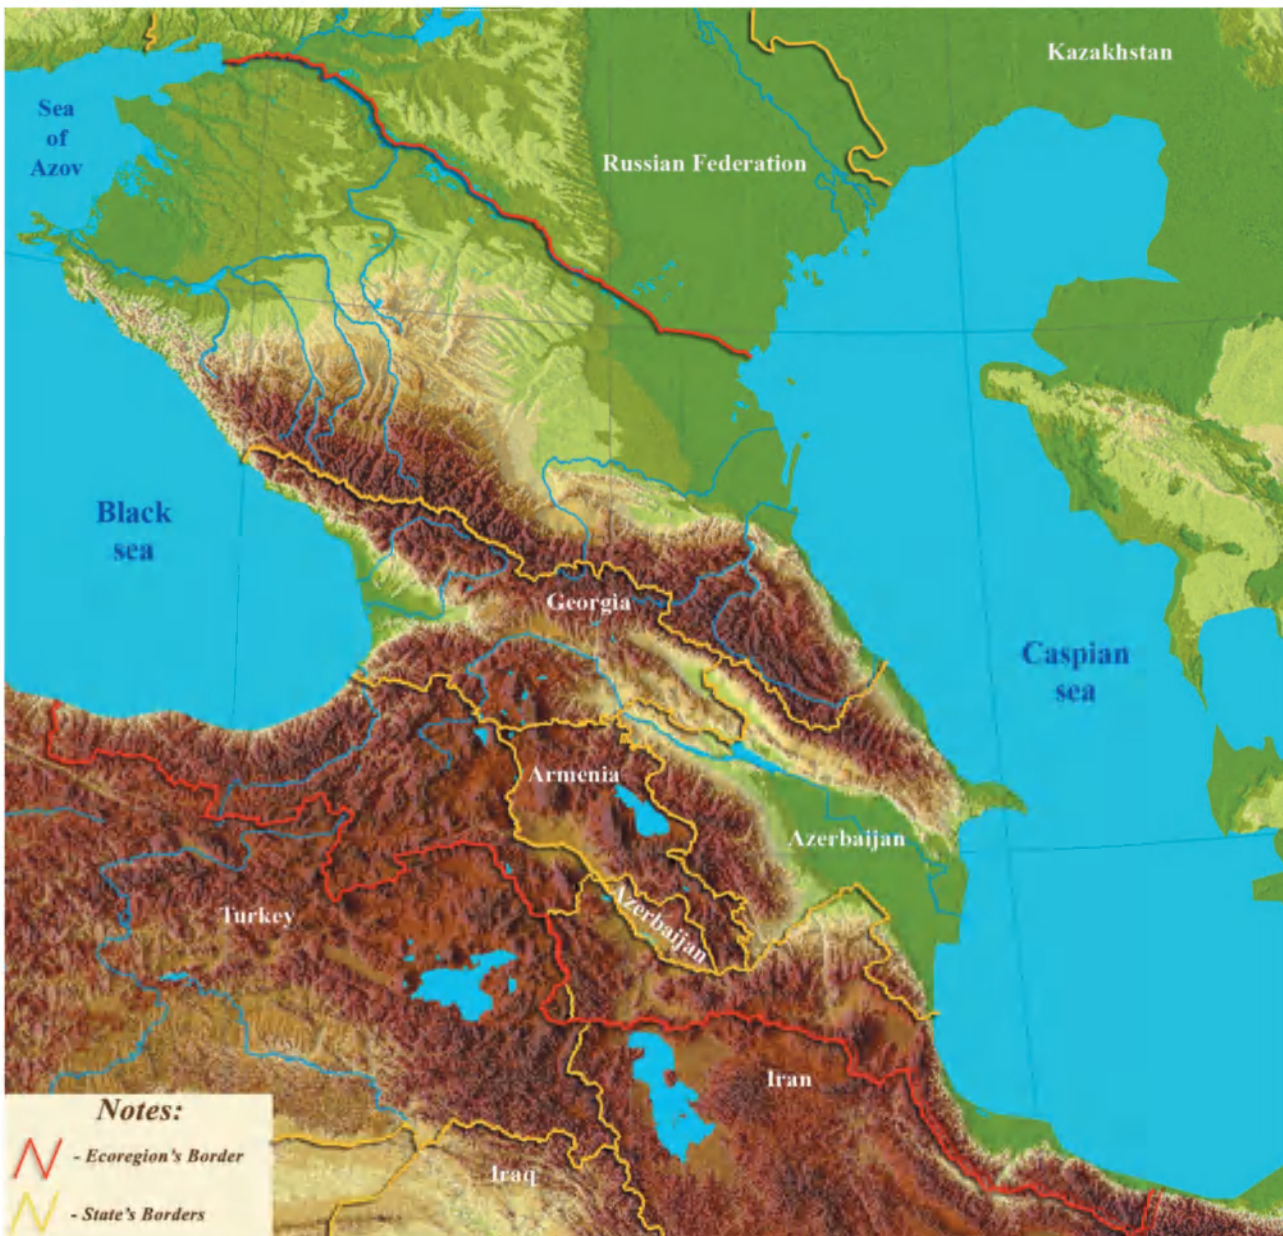 Kazakhstan
Sea
of
Azov
Russian Federation
Black
sea
Georgia
Caspian
sea
Armenia
Azerbaijan
Azerbaijan
Turkey
Iran
Iraq
Notes:
- Ecoregion's Border
- State's Borders